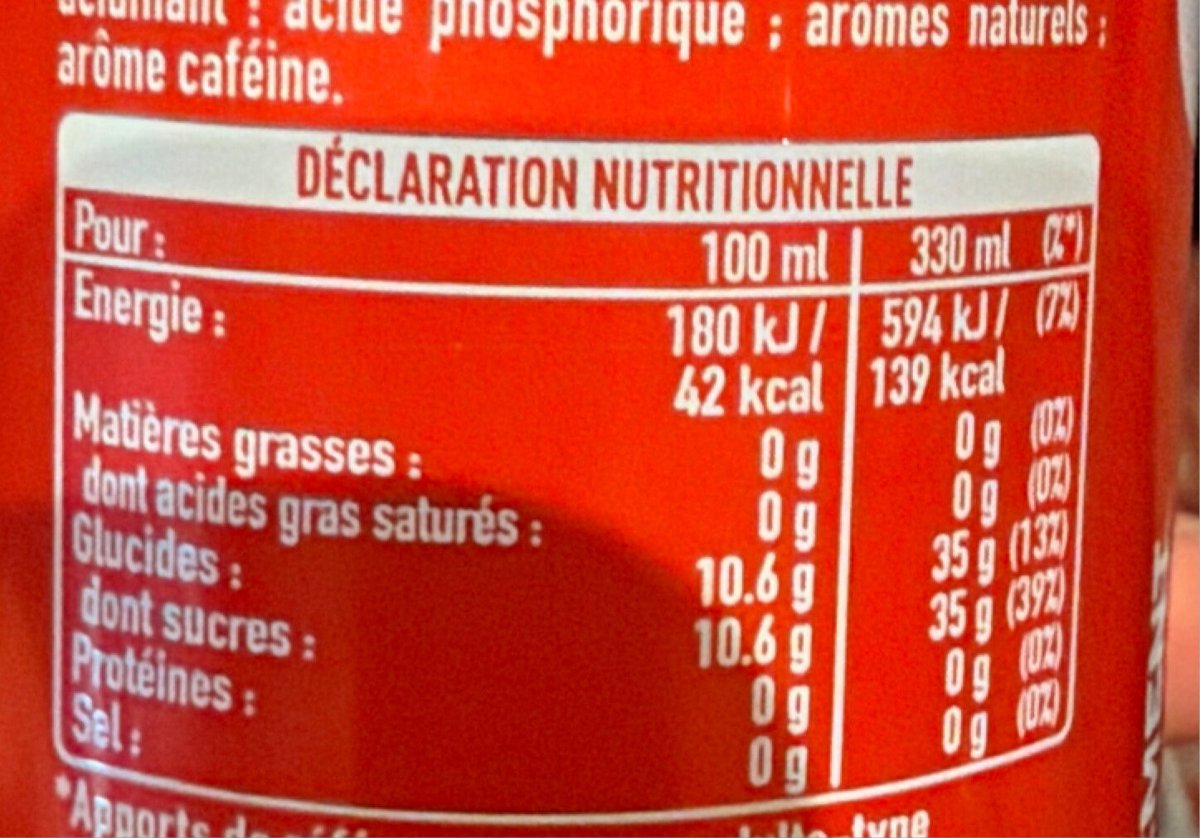 acidifiant : acide phosphorique ; arômes naturels ;
arôme caféine.
DÉCLARATION NUTRITIONNELLE
Pour : 100 ml 330 ml (%*)
Energie : 180 kJ / 594 kJ / (7%)
42 kcal 139 kcal
Matières grasses : 0 g 0 g (0%)
dont acides gras saturés : 0 g 0 g (0%)
Glucides : 10.6 g 35 g (13%)
dont sucres : 10.6 g 35 g (39%)
Protéines : 0 g 0 g (0%)
Sel : 0 g 0 g (0%)
*Apports